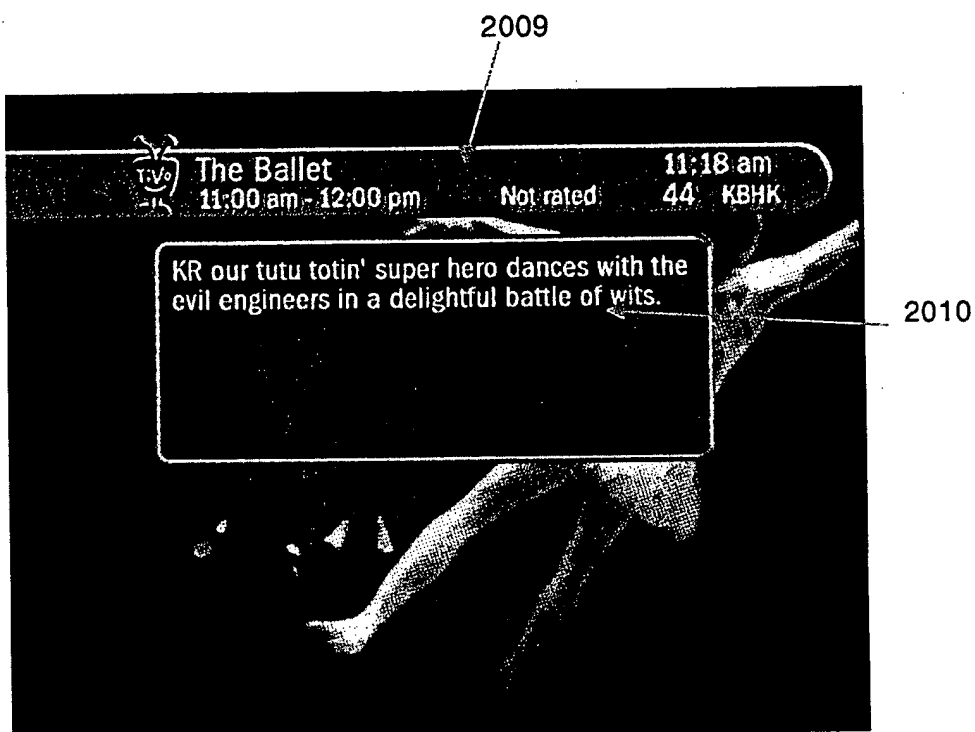 2009
TiVo The Ballet 11:18 am
11:00 am - 12:00 pm Not rated 44 KBHK
KR our tutu totin' super hero dances with the
evil engineers in a delightful battle of wits.
2010